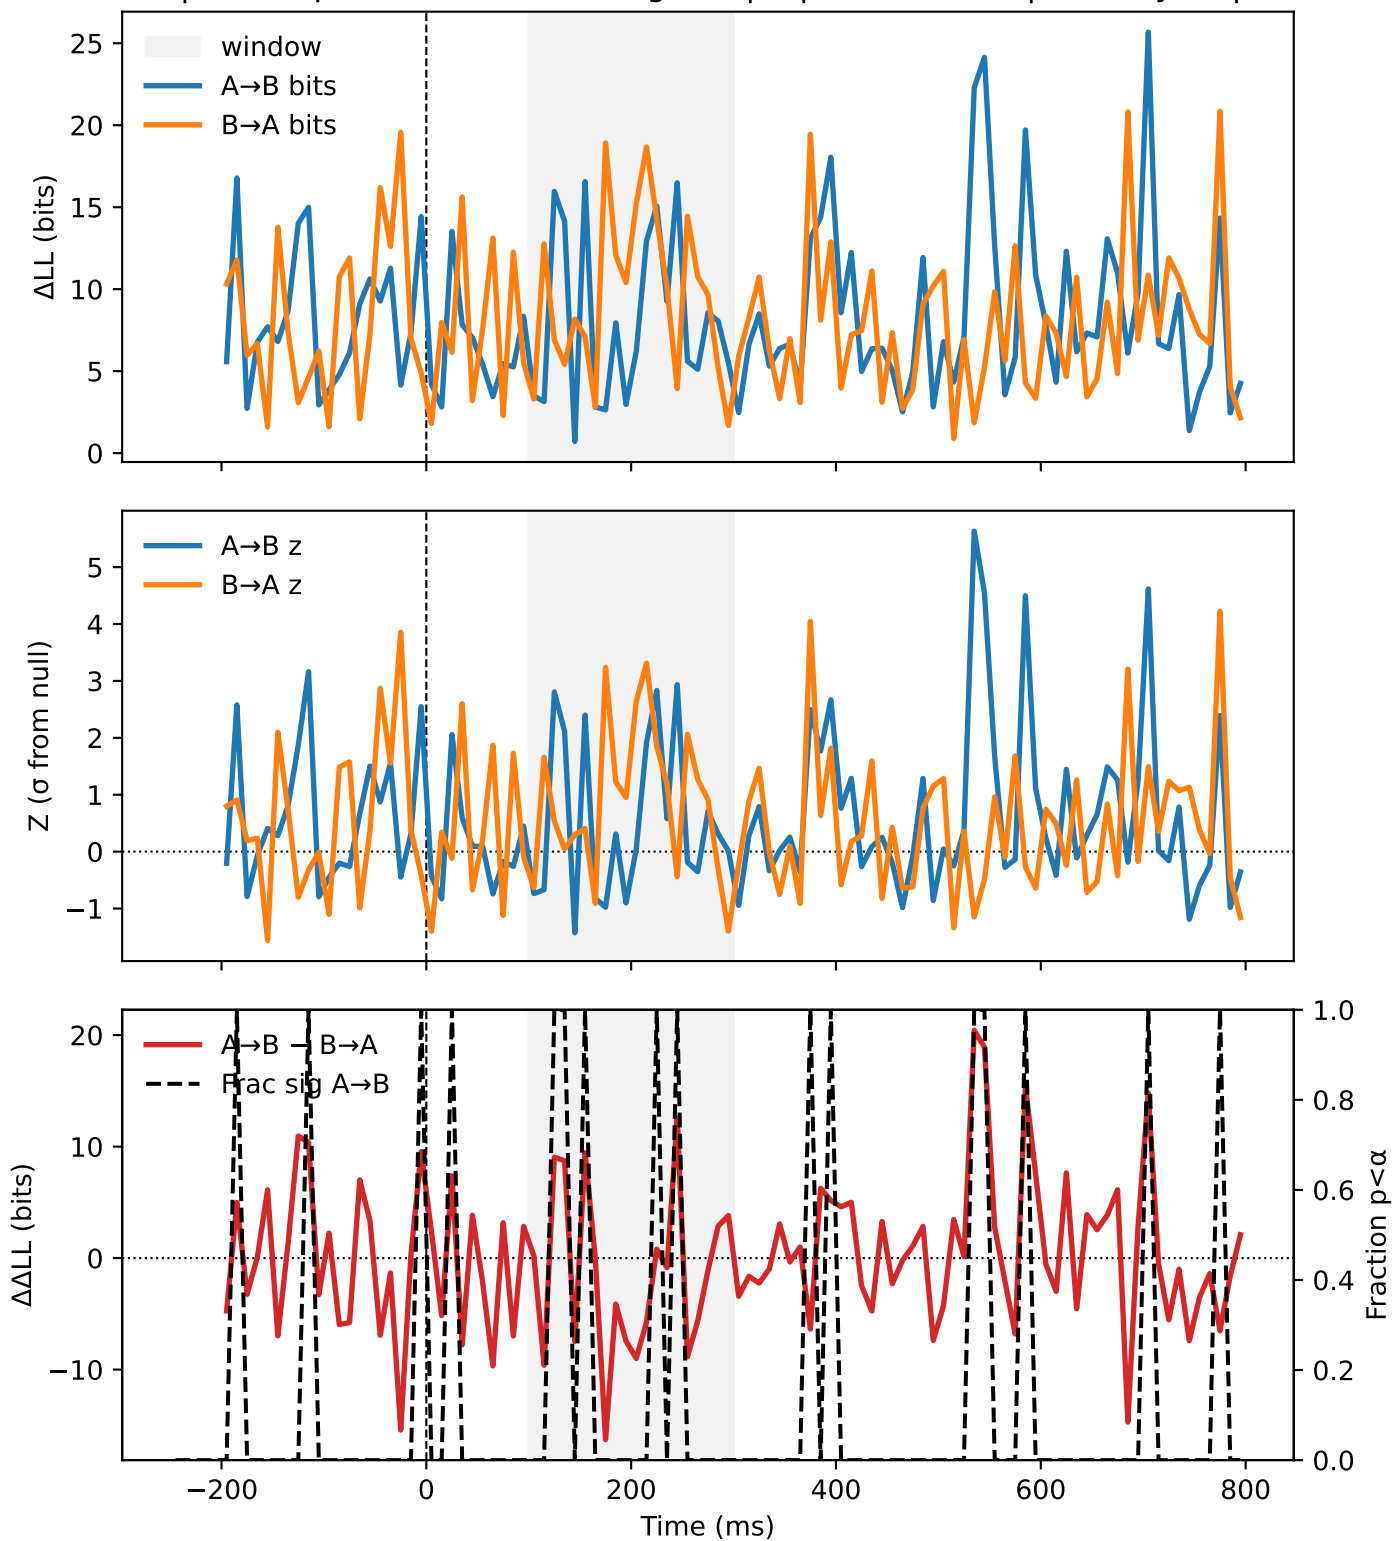 25
20
15
10
5
0
ΔLL (bits)
window
A→B bits
B→A bits
5
4
3
2
1
0
−1
Z (σ from null)
A→B z
B→A z
20
10
0
−10
ΔΔLL (bits)
A→B − B→A
Frac sig A→B
1.0
0.8
0.6
0.4
0.2
0.0
Fraction p<α
−200
0
200
400
600
800
Time (ms)